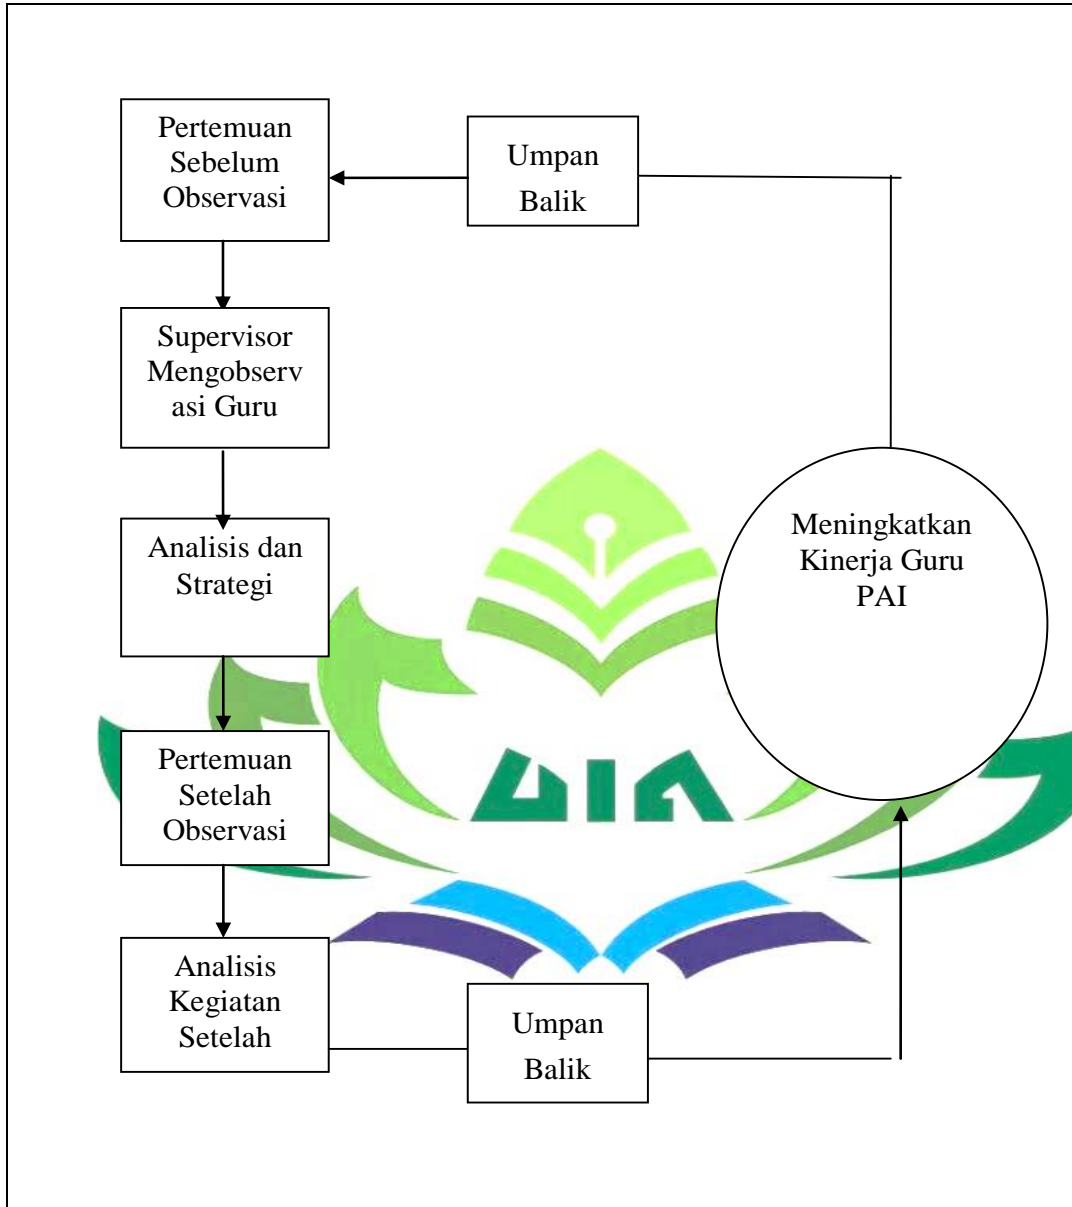 Pertemuan
Sebelum
Observasi
Umpan
Balik
Supervisor
Mengobserv
asi Guru
Analisis dan
Strategi
Meningkatkan
Kinerja Guru
PAI
Pertemuan
Setelah
Observasi
UIN
Analisis
Kegiatan
Setelah
Umpan
Balik